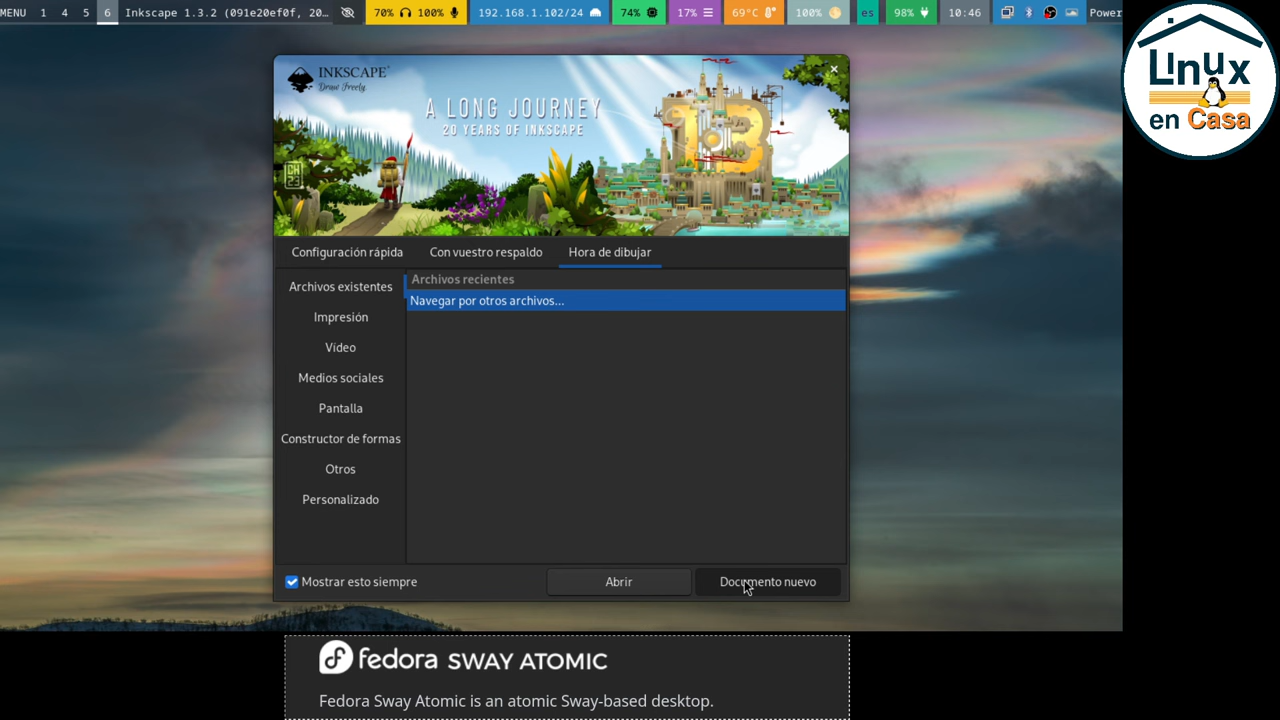 MENU 1 4 5 6 Inkscape 1.3.2 (091e20ef0f, 20… 70% 100% 192.168.1.102/24 74% 17% 69°C 100% es 98% 10:46 Power
Linux
en Casa
INKSCAPE
Draw Freely.
A LONG JOURNEY
20 YEARS OF INKSCAPE
Configuración rápida Con vuestro respaldo Hora de dibujar
Archivos existentes
Impresión
Vídeo
Medios sociales
Pantalla
Constructor de formas
Otros
Personalizado
Archivos recientes
Navegar por otros archivos...
Mostrar esto siempre Abrir Documento nuevo
fedora SWAY ATOMIC
Fedora Sway Atomic is an atomic Sway-based desktop.